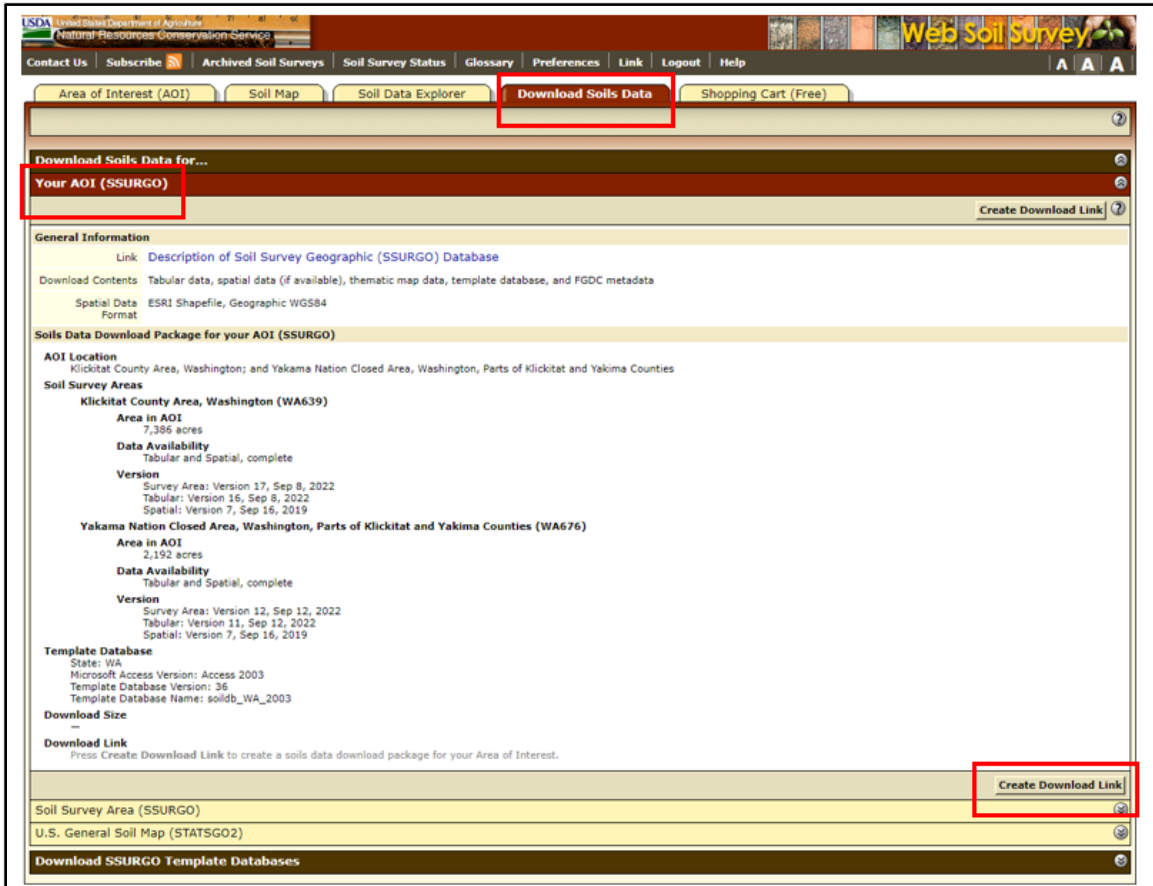 USDA United States Department of Agriculture
Natural Resources Conservation Service
Web Soil Survey
Contact Us | Subscribe | Archived Soil Surveys | Soil Survey Status | Glossary | Preferences | Link | Logout | Help | A | A | A
Area of Interest (AOI) Soil Map Soil Data Explorer Download Soils Data Shopping Cart (Free)
?
Download Soils Data for...
Your AOI (SSURGO)
Create Download Link ?
General Information
Link Description of Soil Survey Geographic (SSURGO) Database
Download Contents Tabular data, spatial data (if available), thematic map data, template database, and FGDC metadata
Spatial Data ESRI Shapefile, Geographic WGS84
Format
Soils Data Download Package for your AOI (SSURGO)
AOI Location
Klickitat County Area, Washington; and Yakama Nation Closed Area, Washington, Parts of Klickitat and Yakima Counties
Soil Survey Areas
Klickitat County Area, Washington (WA639)
Area in AOI
7,386 acres
Data Availability
Tabular and Spatial, complete
Version
Survey Area: Version 17, Sep 8, 2022
Tabular: Version 16, Sep 8, 2022
Spatial: Version 7, Sep 16, 2019
Yakama Nation Closed Area, Washington, Parts of Klickitat and Yakima Counties (WA676)
Area in AOI
2,192 acres
Data Availability
Tabular and Spatial, complete
Version
Survey Area: Version 12, Sep 12, 2022
Tabular: Version 11, Sep 12, 2022
Spatial: Version 7, Sep 16, 2019
Template Database
State: WA
Microsoft Access Version: Access 2003
Template Database Version: 36
Template Database Name: soildb_WA_2003
Download Size
—
Download Link
Press Create Download Link to create a soils data download package for your Area of Interest.
Create Download Link
Soil Survey Area (SSURGO)
U.S. General Soil Map (STATSGO2)
Download SSURGO Template Databases